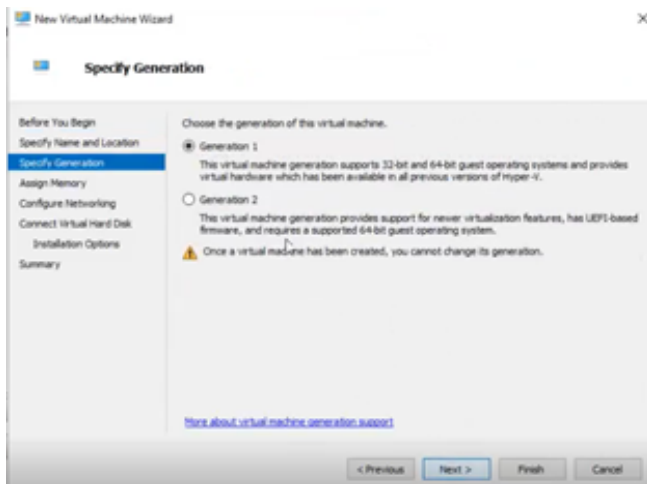 New Virtual Machine Wizard
Specify Generation
Before You Begin
Specify Name and Location
Specify Generation
Assign Memory
Configure Networking
Connect Virtual Hard Disk
Installation Options
Summary
Choose the generation of this virtual machine.
Generation 1
This virtual machine generation supports 32-bit and 64-bit guest operating systems and provides
virtual hardware which has been available in all previous versions of Hyper-V.
Generation 2
This virtual machine generation provides support for newer virtualization features, has UEFI-based
firmware, and requires a supported 64-bit guest operating system.
Once a virtual machine has been created, you cannot change its generation.
More about virtual machine generation support
< Previous
Next >
Finish
Cancel